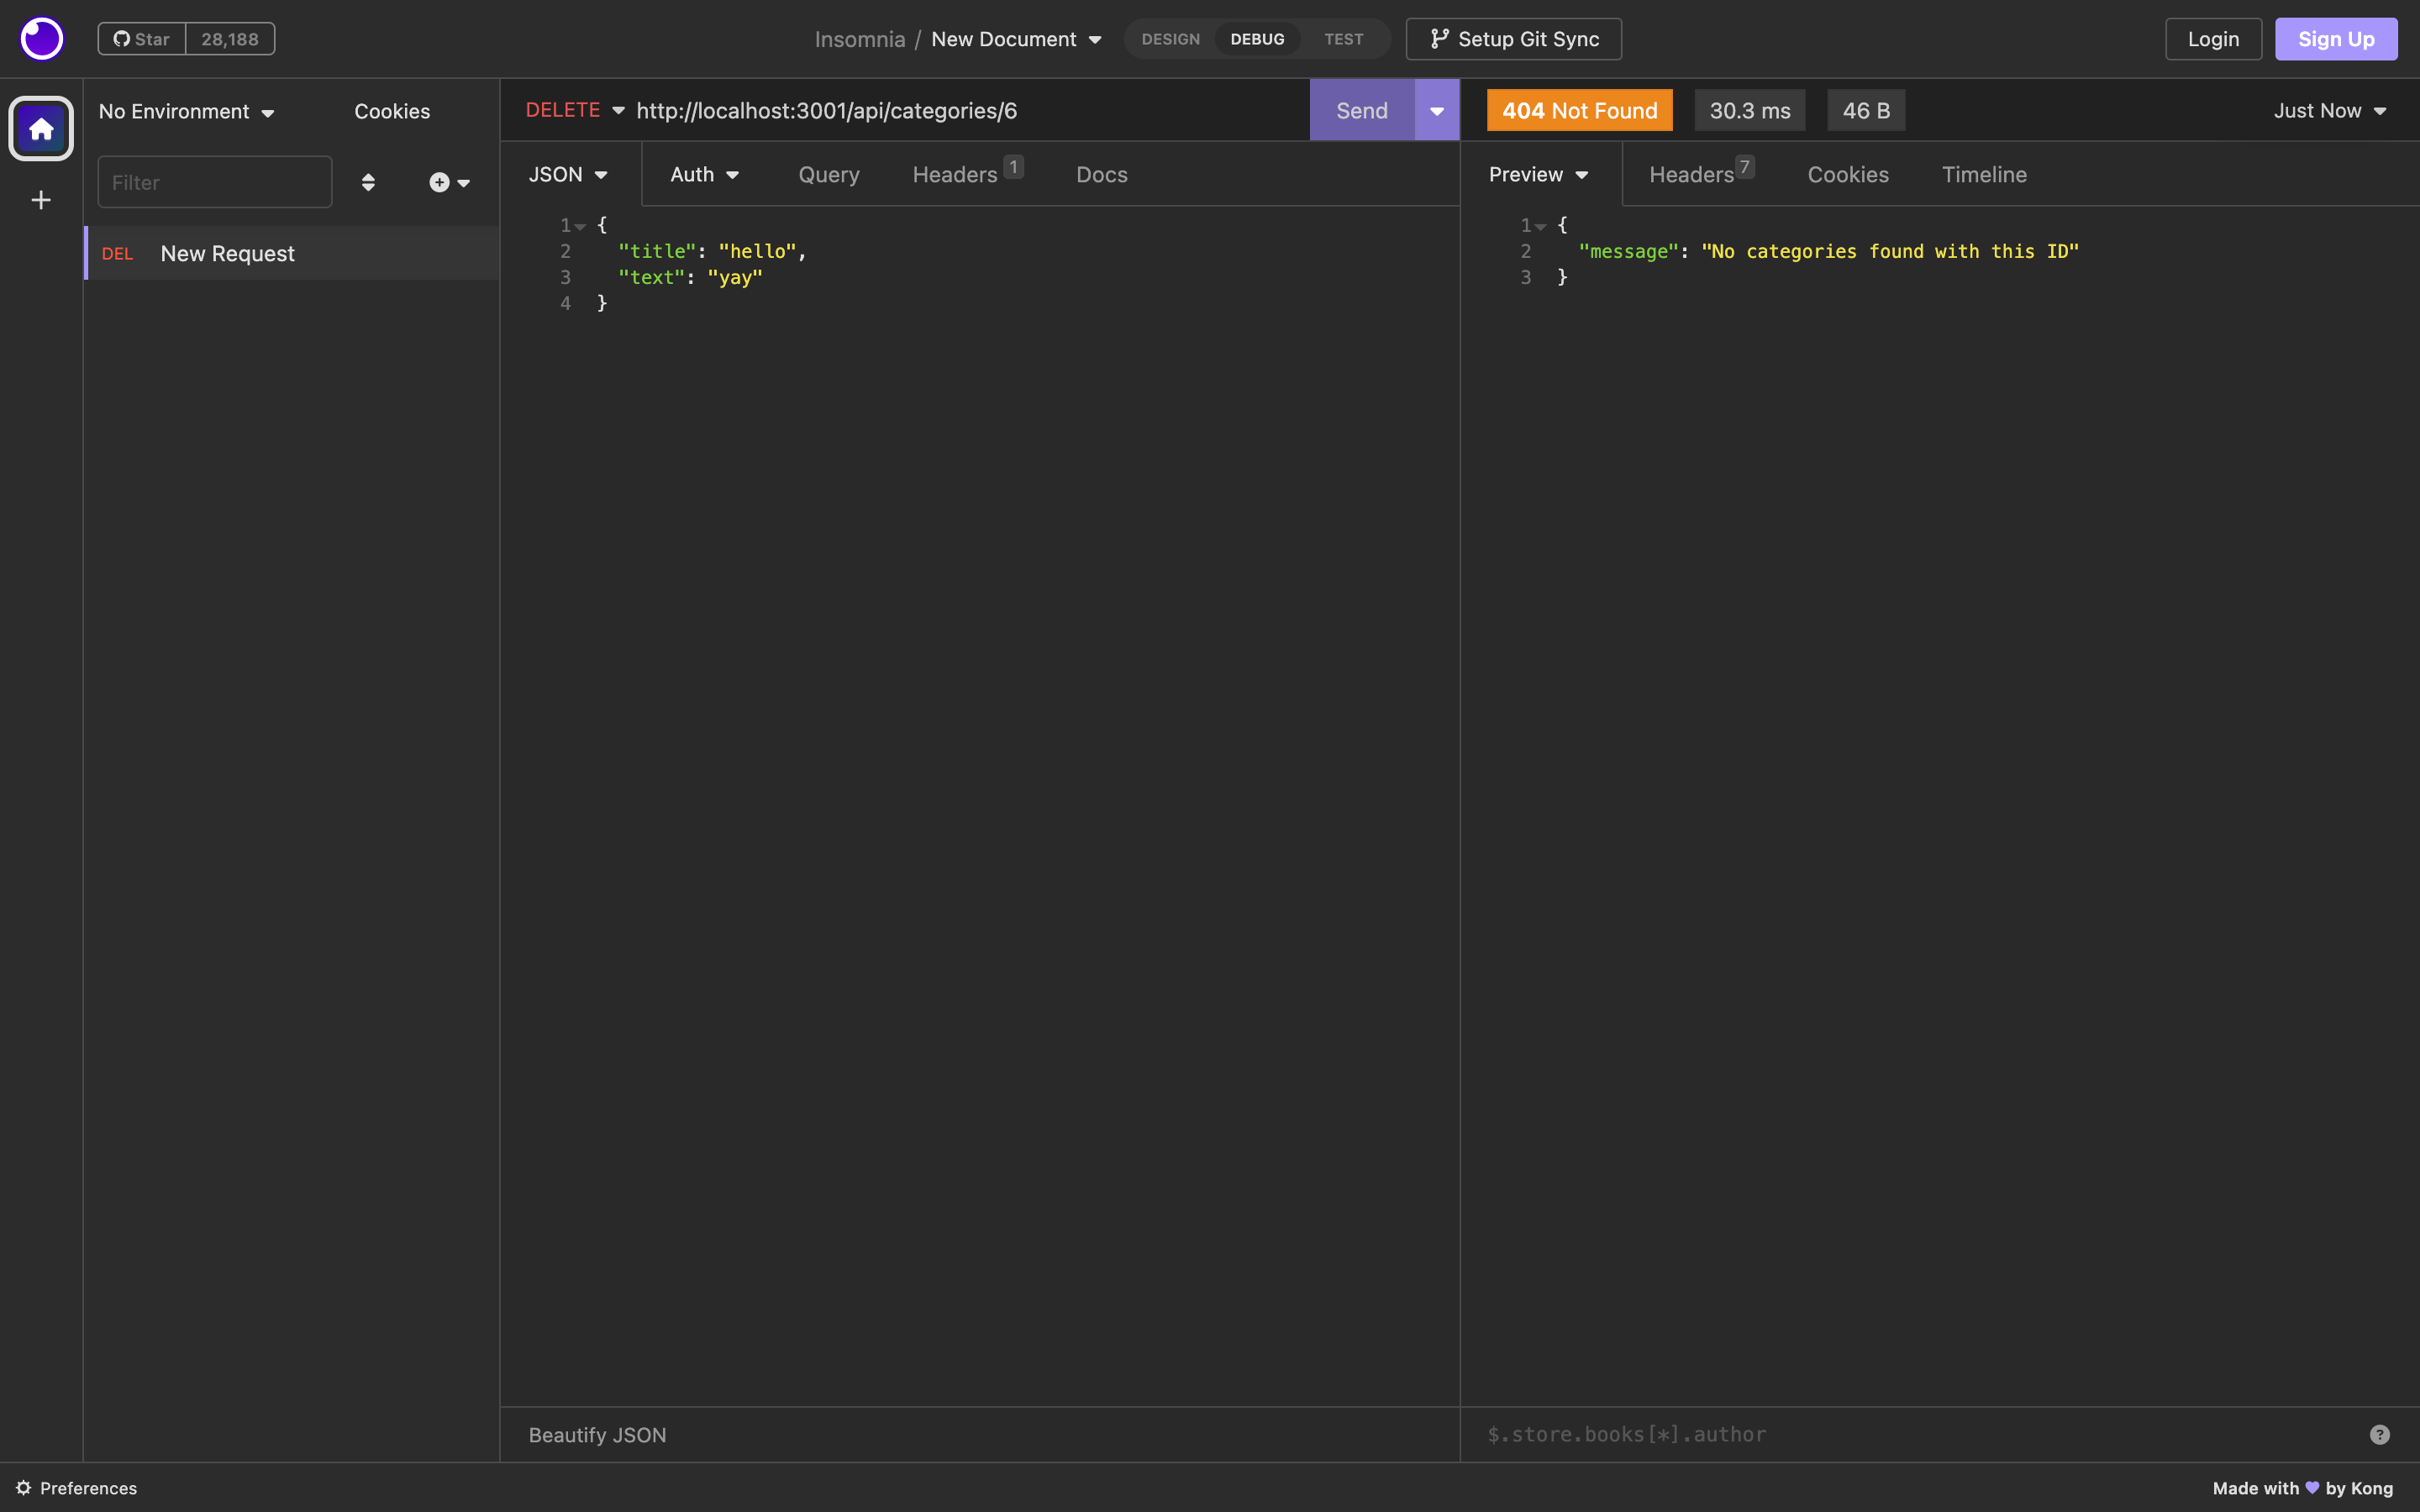 Star 28,188
Insomnia / New Document
DESIGN DEBUG TEST
Setup Git Sync
Login
Sign Up
No Environment
Cookies
DELETE http://localhost:3001/api/categories/6
Send
404 Not Found
30.3 ms
46 B
Just Now
Filter
JSON
Auth
Query
Headers 1
Docs
Preview
Headers 7
Cookies
Timeline
DEL New Request
1 {
2 "title": "hello",
3 "text": "yay"
4 }
1 {
2 "message": "No categories found with this ID"
3 }
Beautify JSON
$.store.books[*].author
?
Preferences
Made with 💜 by Kong